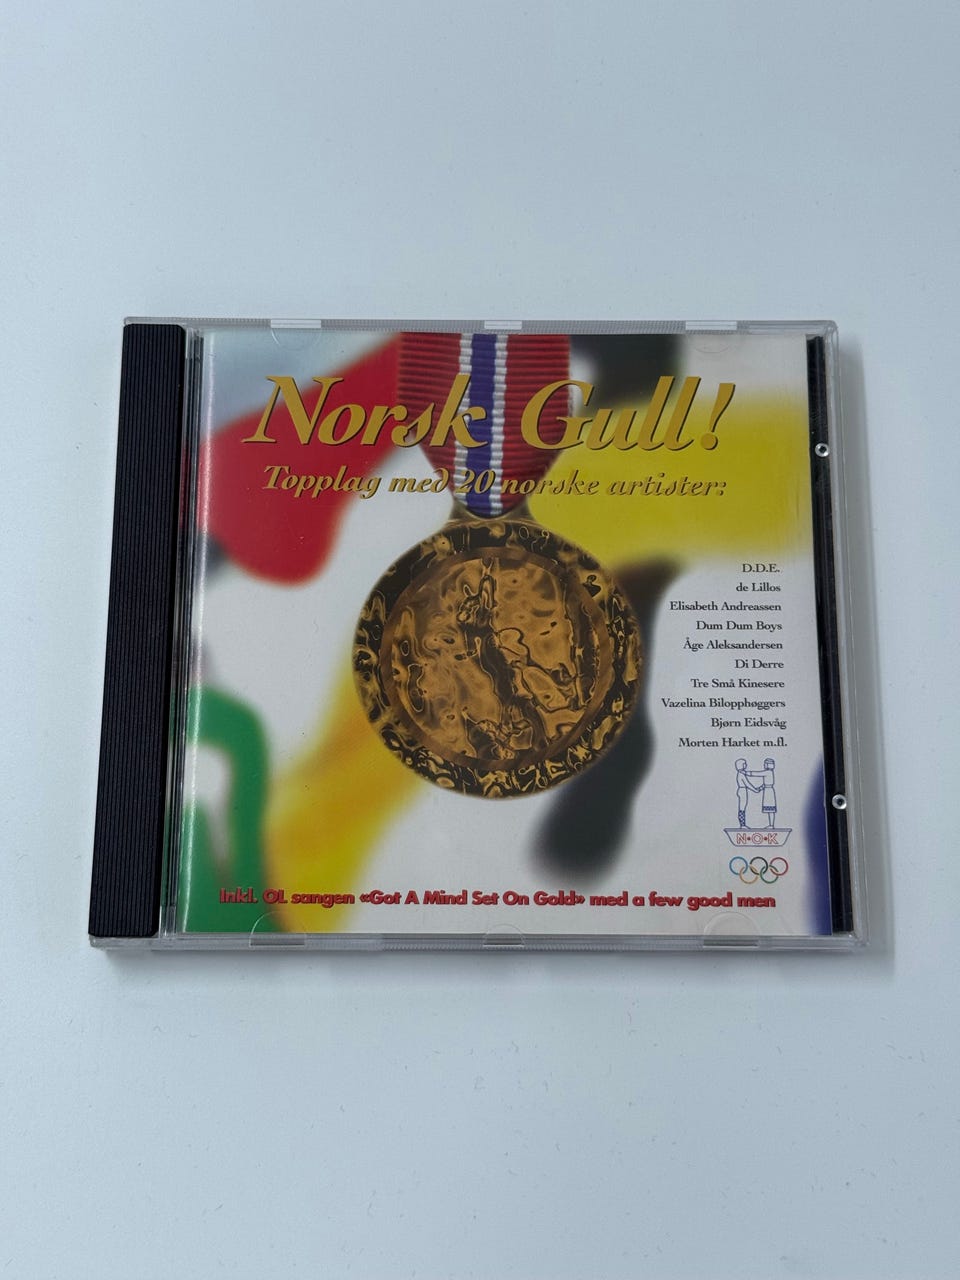 Norsk Gull!
Topplag med 20 norske artister:
D.D.E.
de Lillos
Elisabeth Andreassen
Dum Dum Boys
Åge Aleksandersen
Di Derre
Tre Små Kinesere
Vazelina Bilopphøggers
Bjørn Eidsvåg
Morten Harket m.fl.
N•O•K
Inkl. OL sangen «Got A Mind Set On Gold» med a few good men